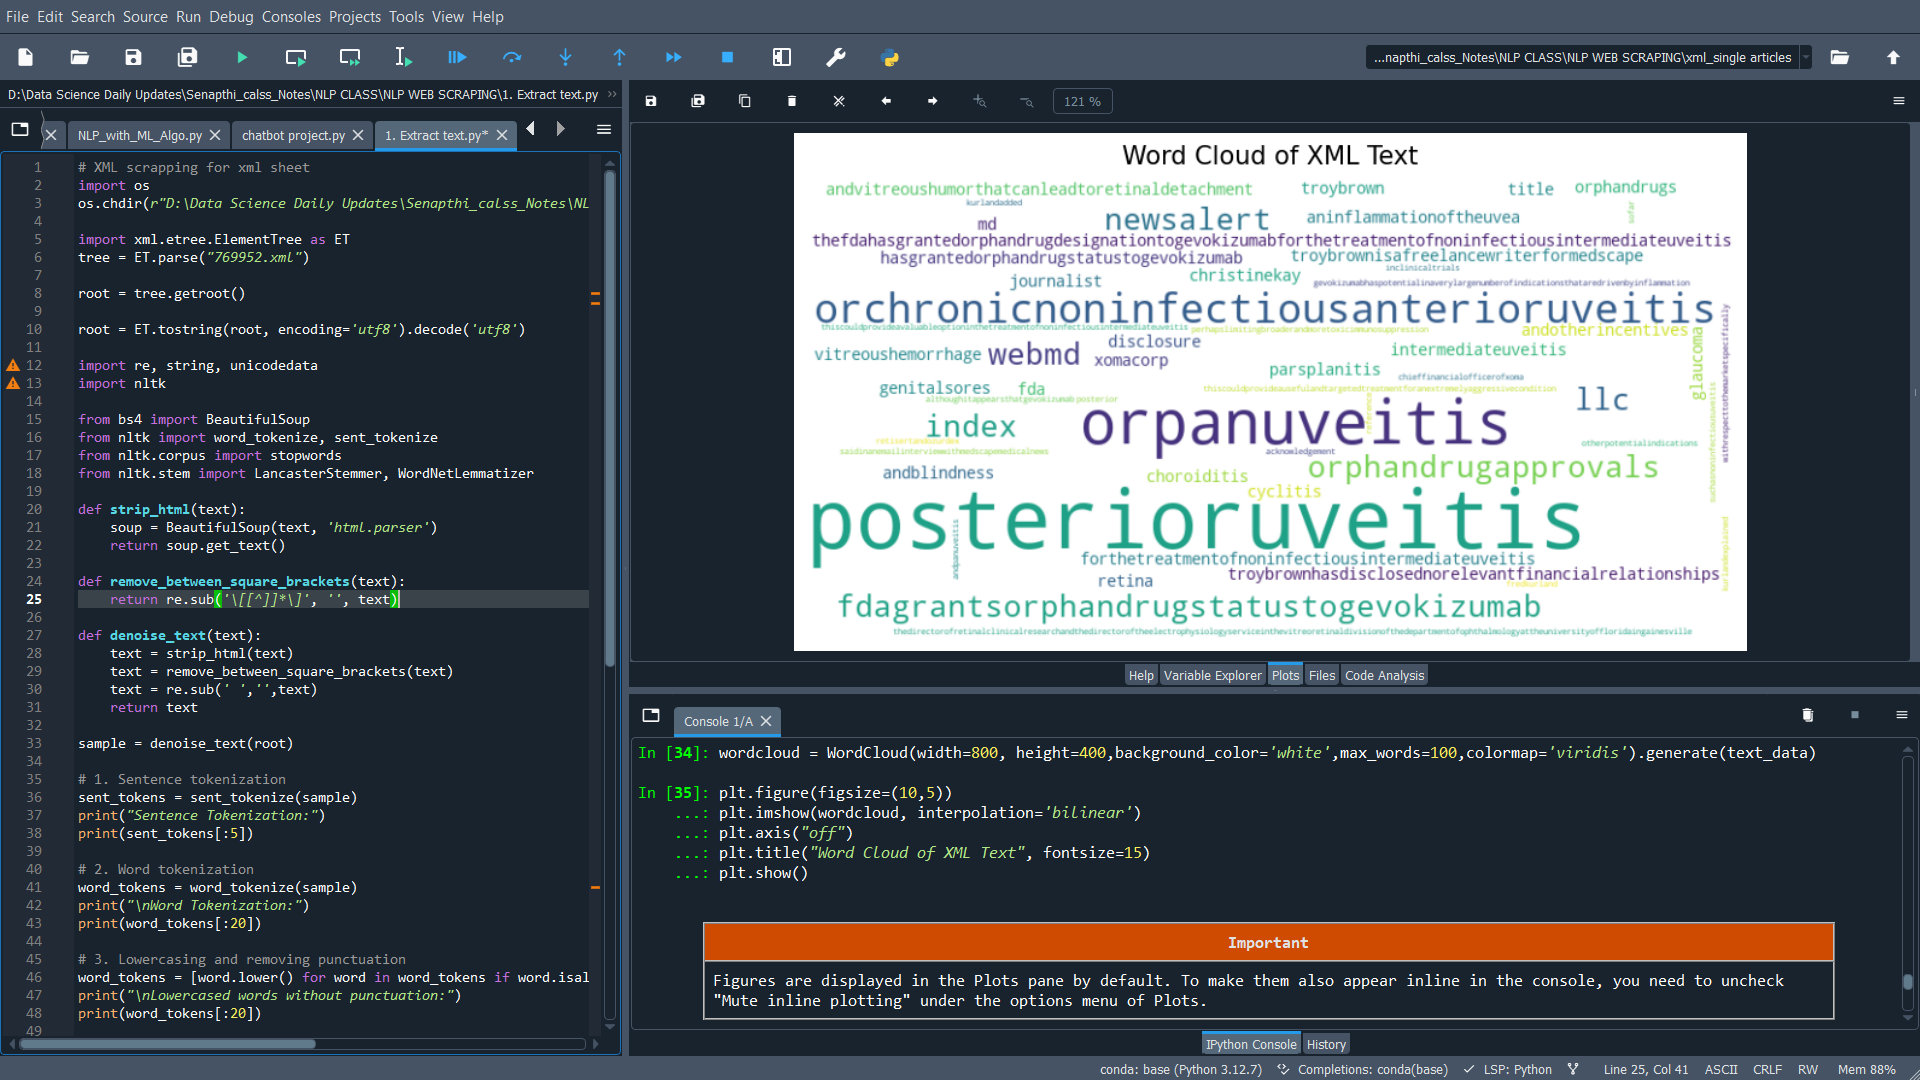 File Edit Search Source Run Debug Consoles Projects Tools View Help
...napthi_calss_Notes\NLP CLASS\NLP WEB SCRAPING\xml_single articles
D:\Data Science Daily Updates\Senapthi_calss_Notes\NLP CLASS\NLP WEB SCRAPING\1. Extract text.py
NLP_with_ML_Algo.py
chatbot project.py
1. Extract text.py*
1 # XML scrapping for xml sheet
2 import os
3 os.chdir(r"D:\Data Science Daily Updates\Senapthi_calss_Notes\NL
4
5 import xml.etree.ElementTree as ET
6 tree = ET.parse("769952.xml")
7
8 root = tree.getroot()
9
10 root = ET.tostring(root, encoding='utf8').decode('utf8')
11
12 import re, string, unicodedata
13 import nltk
14
15 from bs4 import BeautifulSoup
16 from nltk import word_tokenize, sent_tokenize
17 from nltk.corpus import stopwords
18 from nltk.stem import LancasterStemmer, WordNetLemmatizer
19
20 def strip_html(text):
21 soup = BeautifulSoup(text, 'html.parser')
22 return soup.get_text()
23
24 def remove_between_square_brackets(text):
25 return re.sub('\[[^]]*\]', '', text)
26
27 def denoise_text(text):
28 text = strip_html(text)
29 text = remove_between_square_brackets(text)
30 text = re.sub(' ','',text)
31 return text
32
33 sample = denoise_text(root)
34
35 # 1. Sentence tokenization
36 sent_tokens = sent_tokenize(sample)
37 print("Sentence Tokenization:")
38 print(sent_tokens[:5])
39
40 # 2. Word tokenization
41 word_tokens = word_tokenize(sample)
42 print("\nWord Tokenization:")
43 print(word_tokens[:20])
44
45 # 3. Lowercasing and removing punctuation
46 word_tokens = [word.lower() for word in word_tokens if word.isal
47 print("\nLowercased words without punctuation:")
48 print(word_tokens[:20])
49
121 %
Word Cloud of XML Text
andvitreoushumorthatcanleadtoretinaldetachment
troybrown
title
orphandrugs
kurlandadded
sofar
md
newsalert
aninflammationoftheuvea
thefdahasgrantedorphandrugdesignationtogevokizumabforthetreatmentofnoninfectiousintermediateuveitis
hasgrantedorphandrugstatustogevokizumab
troybrownisafreelancewriterformedscape
inclinicaltrials
journalist
christinekay
gevokizumabhaspotentialinaverylargenumberofindicationsthataredrivenbyinflammation
orchronicnoninfectiousanterioruveitis
thiscouldprovideavaluableoptioninthetreatmentofnoninfectiousintermediateuveitis
perhapslimitingbroaderandmoretoxicimmunosuppression
andotherincentives
withrespecttothemarketspecifically
vitreoushemorrhage
webmd
disclosure
xomacorp
intermediateuveitis
glaucoma
parsplanitis
chieffinancialofficerofxoma
genitalsores
fda
thiscouldprovideausefulandtargetedtreatmentforanextremelyaggressivecondition
llc
althoughitappearsthatgevokizumab
posterior
index
orpanuveitis
reference
suchasnoninfectiousuveitis
otherpotentialindications
saidinanemailinterviewwithmedscapemedicalnews
acknowledgement
andblindness
choroiditis
orphandrugapprovals
cyclitis
posterioruveitis
andpanuveitis
kurlandexplained
forthetreatmentofnoninfectiousintermediateuveitis
retina
troybrownhasdisclosednorelevantfinancialrelationships
fredkurland
fdagrantsorphandrugstatustogevokizumab
thedirectorofretinalclinicalresearchandthedirectoroftheelectrophysiologyserviceinthevitreoretinaldivisionofthedepartmentofophthalmologyattheuniversityoffloridaingainesville
Help Variable Explorer Plots Files Code Analysis
Console 1/A
In [34]: wordcloud = WordCloud(width=800, height=400,background_color='white',max_words=100,colormap='viridis').generate(text_data)
In [35]: plt.figure(figsize=(10,5))
...: plt.imshow(wordcloud, interpolation='bilinear')
...: plt.axis("off")
...: plt.title("Word Cloud of XML Text", fontsize=15)
...: plt.show()
Important
Figures are displayed in the Plots pane by default. To make them also appear inline in the console, you need to uncheck
"Mute inline plotting" under the options menu of Plots.
IPython Console History
conda: base (Python 3.12.7) Completions: conda(base) LSP: Python Line 25, Col 41 ASCII CRLF RW Mem 88%